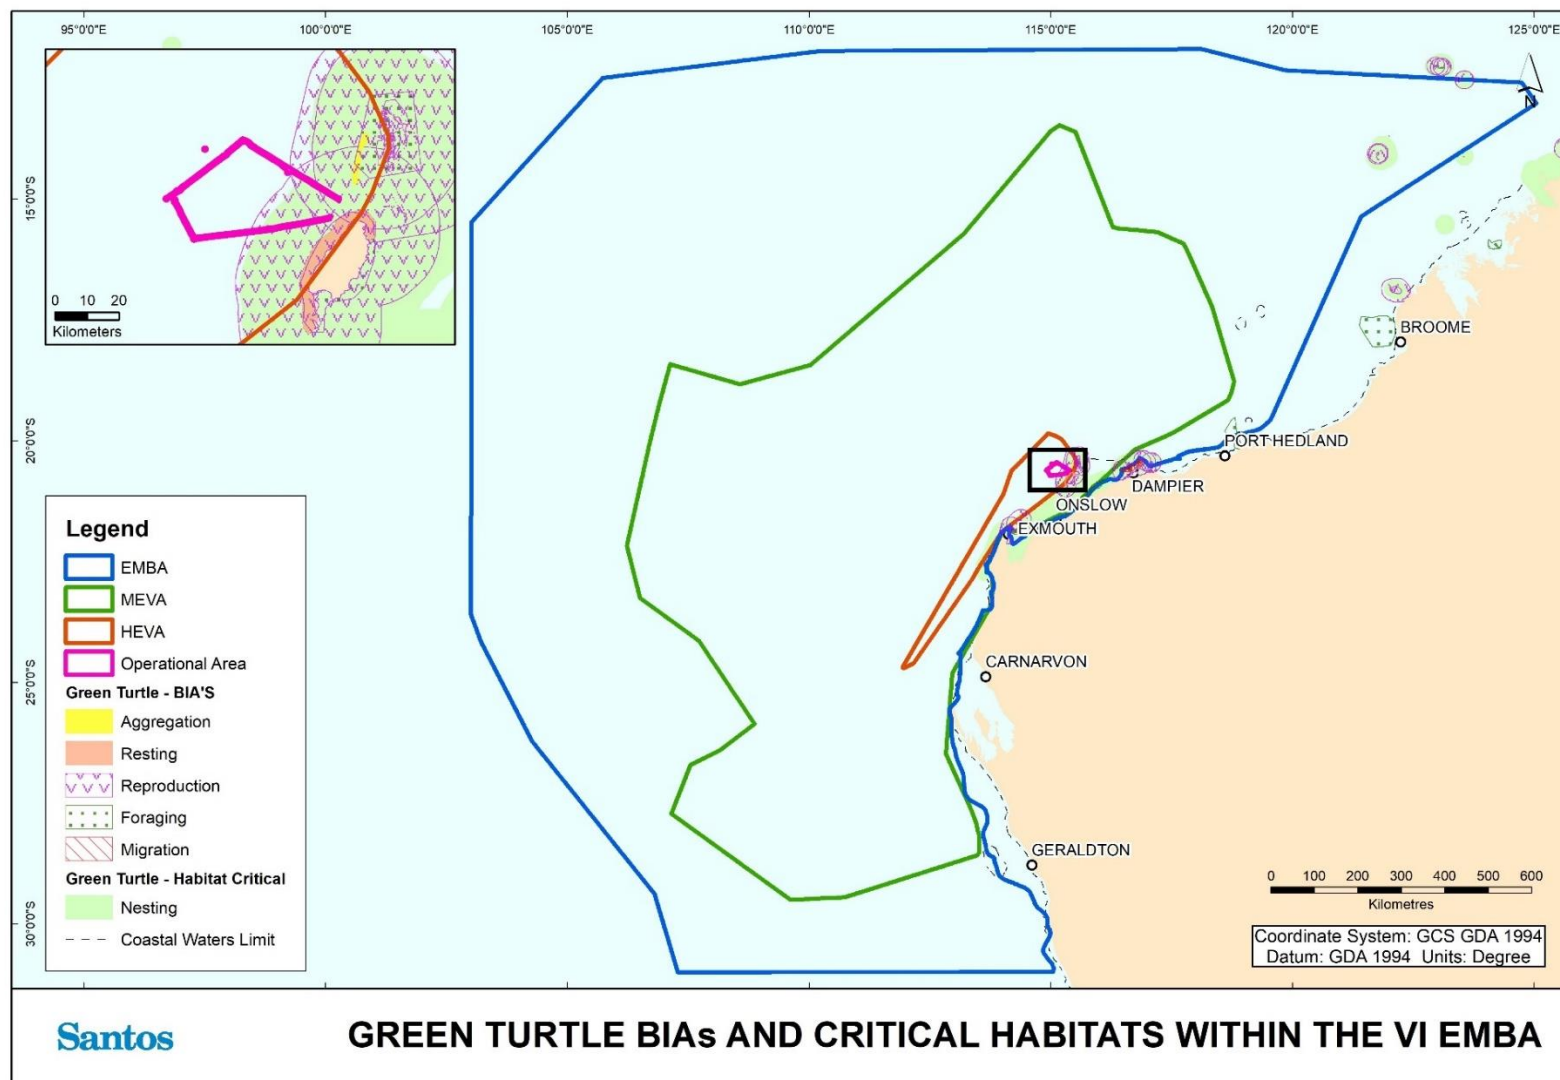 95°0'0"E
100°0'0"E
105°0'0"E
110°0'0"E
115°0'0"E
120°0'0"E
125°0'0"E
15°0'0"S
20°0'0"S
25°0'0"S
30°0'0"S
0 10 20
Kilometers
N
BROOME
PORT HEDLAND
DAMPIER
ONSLOW
EXMOUTH
CARNARVON
GERALDTON
Legend
EMBA
MEVA
HEVA
Operational Area
Green Turtle - BIA'S
Aggregation
Resting
Reproduction
Foraging
Migration
Green Turtle - Habitat Critical
Nesting
Coastal Waters Limit
0 100 200 300 400 500 600
Kilometres
Coordinate System: GCS GDA 1994
Datum: GDA 1994 Units: Degree
Santos
GREEN TURTLE BIAs AND CRITICAL HABITATS WITHIN THE VI EMBA